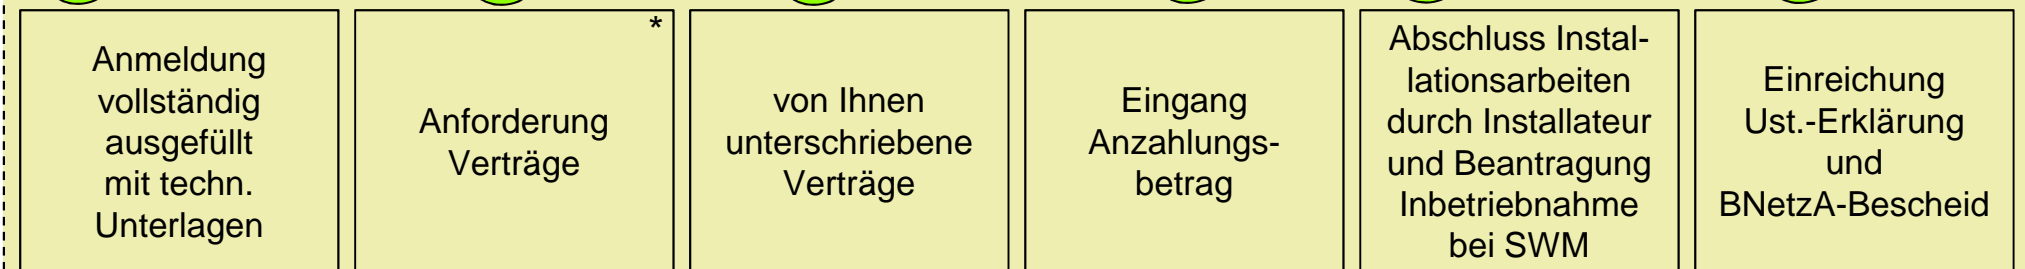 Anmeldung
vollständig
ausgefüllt
mit techn.
Unterlagen
*
Anforderung
Verträge
von Ihnen
unterschriebene
Verträge
Eingang
Anzahlungs-
betrag
Abschluss Instal-
lationsarbeiten
durch Installateur
und Beantragung
Inbetriebnahme
bei SWM
Einreichung
Ust.-Erklärung
und
BNetzA-Bescheid